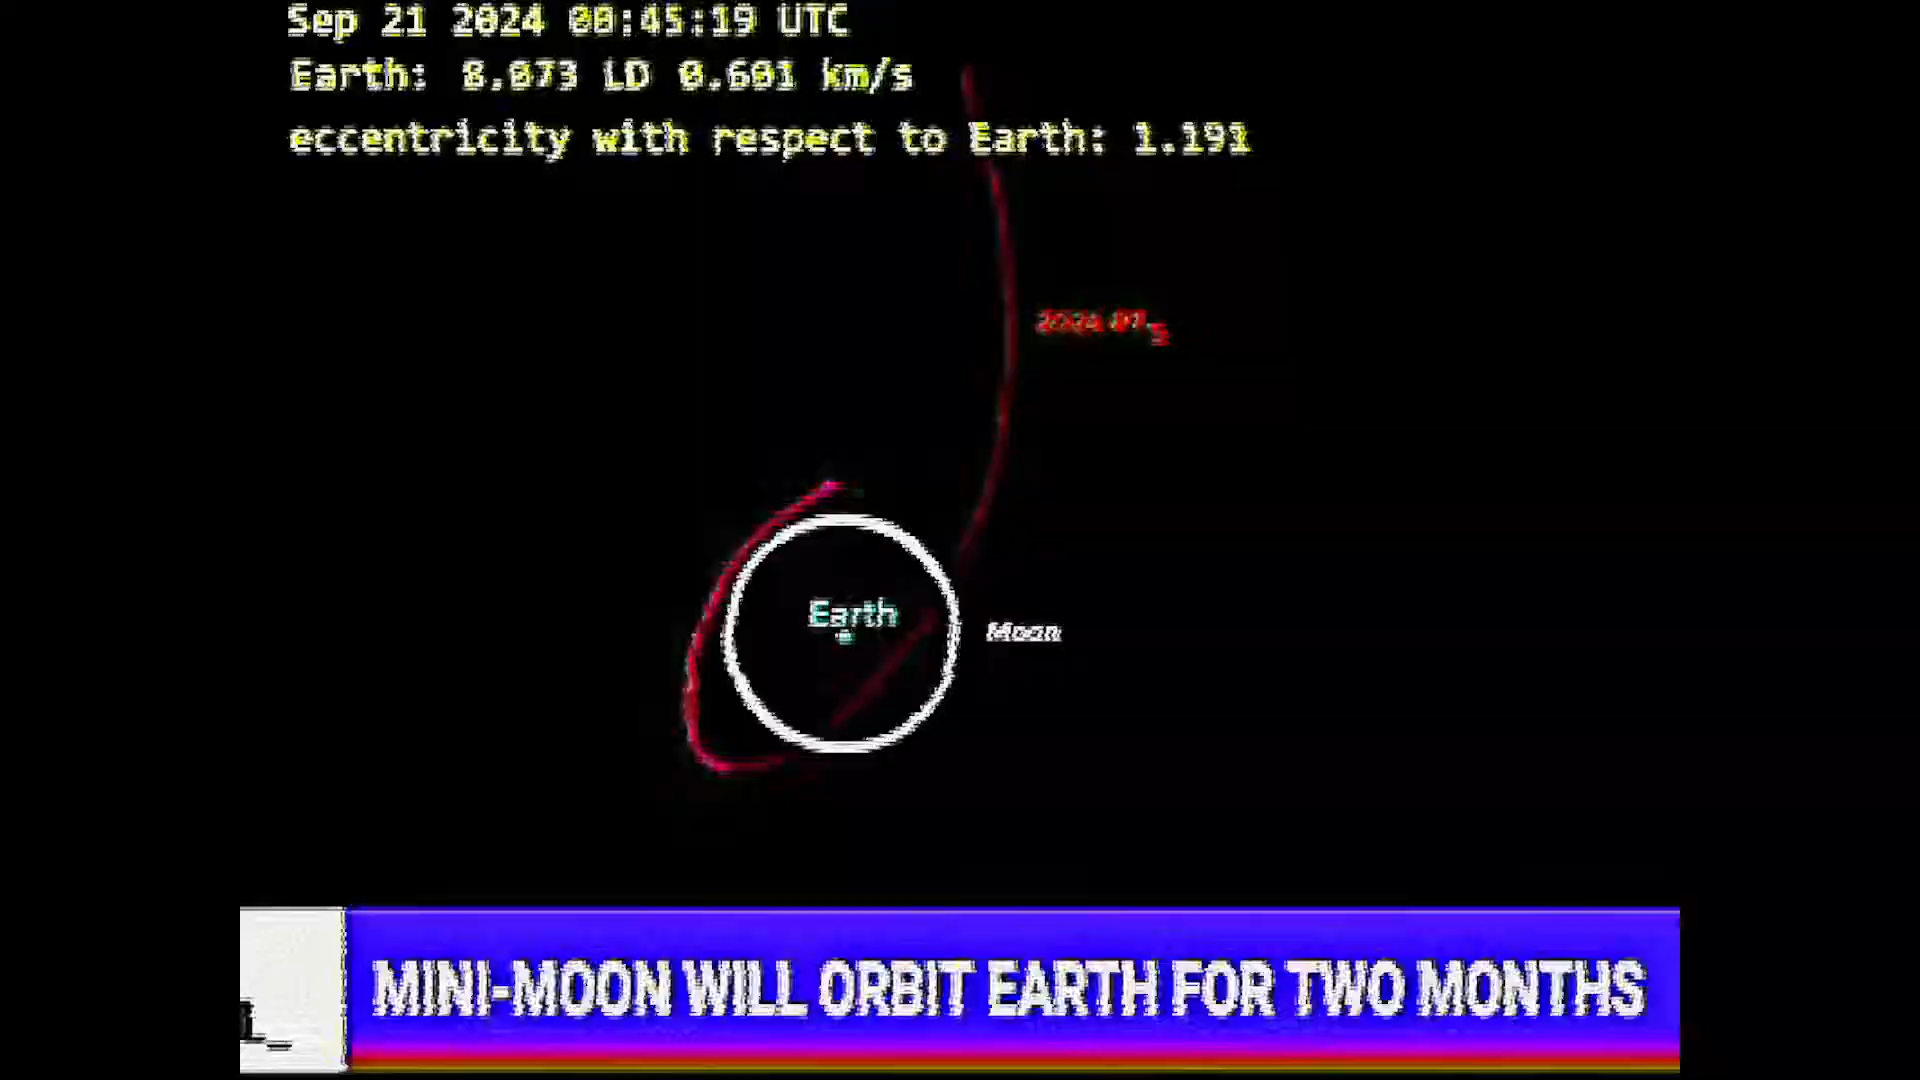 Sep 21 2024 00:45:19 UTC
Earth: 8.073 LD 0.601 km/s
eccentricity with respect to Earth: 1.191
Earth
Moon
MINI-MOON WILL ORBIT EARTH FOR TWO MONTHS